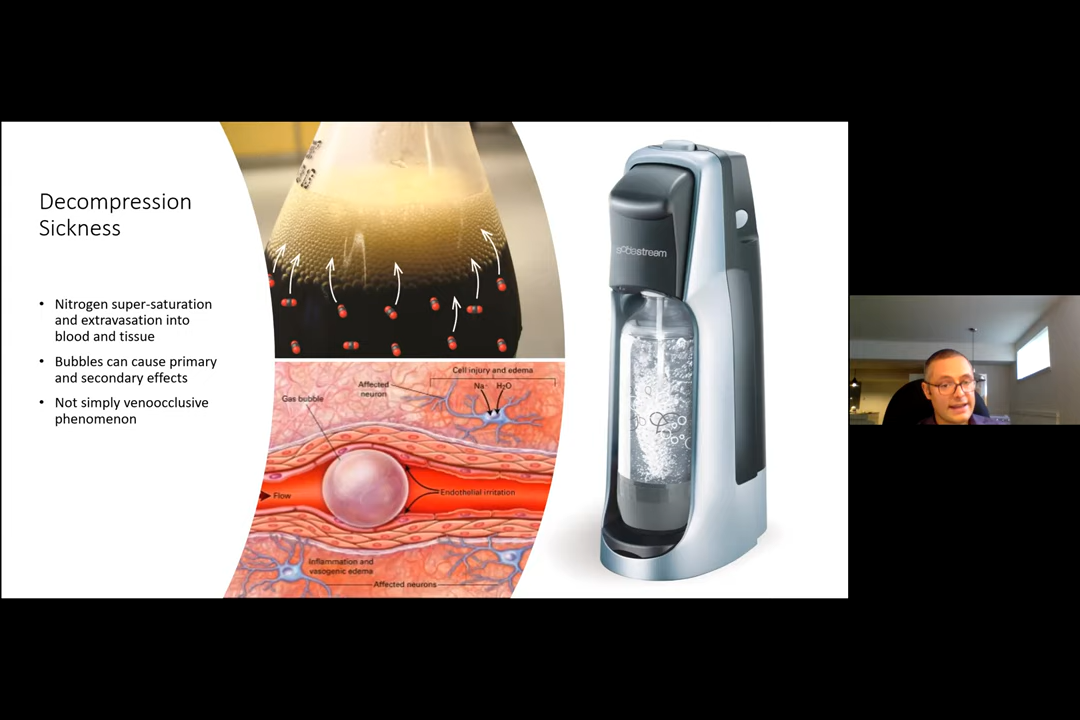 Decompression
Sickness
• Nitrogen super-saturation
and extravasation into
blood and tissue
• Bubbles can cause primary
and secondary effects
• Not simply venoocclusive
phenomenon
Cell injury and edema
Na⁺ H₂O
Affected
neuron
Gas bubble
Flow
Endothelial irritation
Inflammation and
vasogenic edema
Affected neurons
sodastream